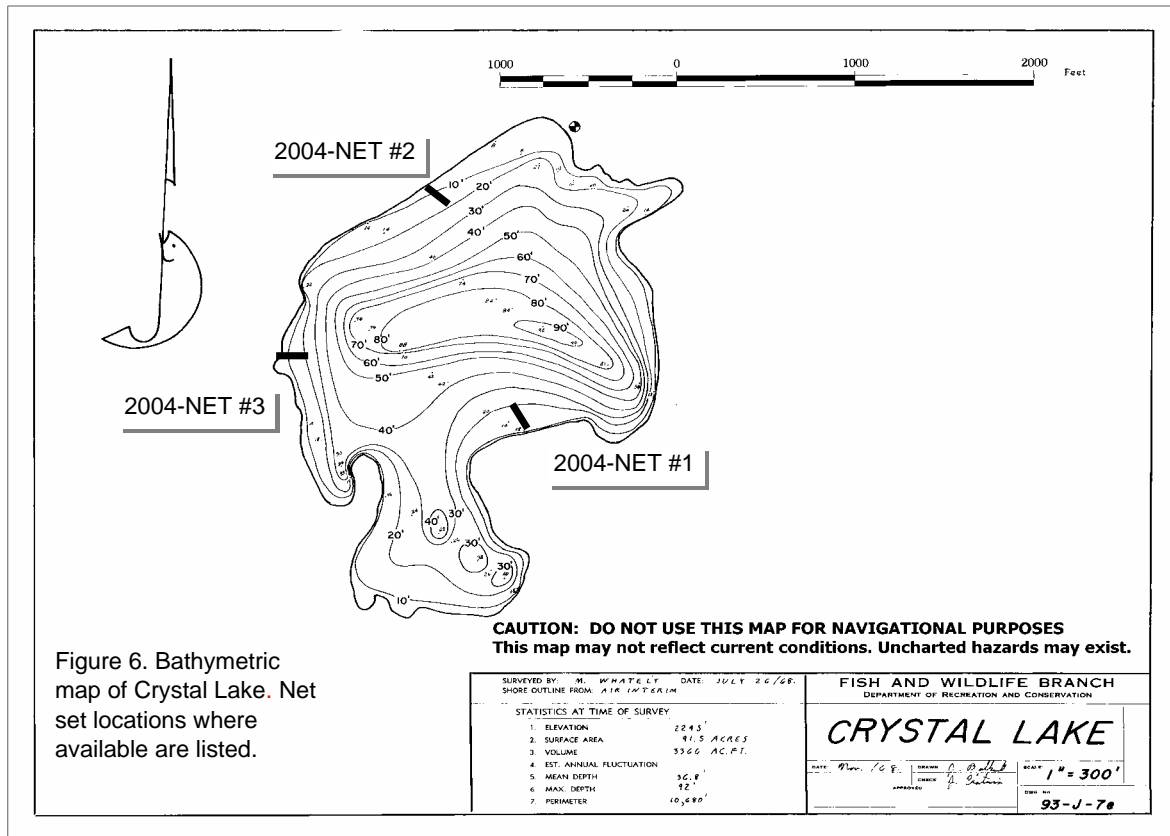 1000 0 1000 2000 Feet
2004-NET #2
10' 20'
30'
40'
50'
60'
70'
80'
90'
70' 80'
60'
50'
2004-NET #3
40'
2004-NET #1
40' 30'
20' 30'
30'
10'
CAUTION: DO NOT USE THIS MAP FOR NAVIGATIONAL PURPOSES
This map may not reflect current conditions. Uncharted hazards may exist.
Figure 6. Bathymetric
map of Crystal Lake. Net
set locations where
available are listed.
SURVEYED BY: M. WHATELY DATE: JULY 26/68.
SHORE OUTLINE FROM: AIR INTERIM
STATISTICS AT TIME OF SURVEY
1. ELEVATION 2295'
2. SURFACE AREA 91.5 ACRES
3. VOLUME 3366 AC.FT.
4. EST. ANNUAL FLUCTUATION
5. MEAN DEPTH 36.8'
6. MAX. DEPTH 92'
7. PERIMETER 10,680'
FISH AND WILDLIFE BRANCH
DEPARTMENT OF RECREATION AND CONSERVATION
CRYSTAL LAKE
DATE: Nov. /68. DRAWN
CHECK
APPROVED
SCALE: 1" = 300'
DWG No 93-J-7e